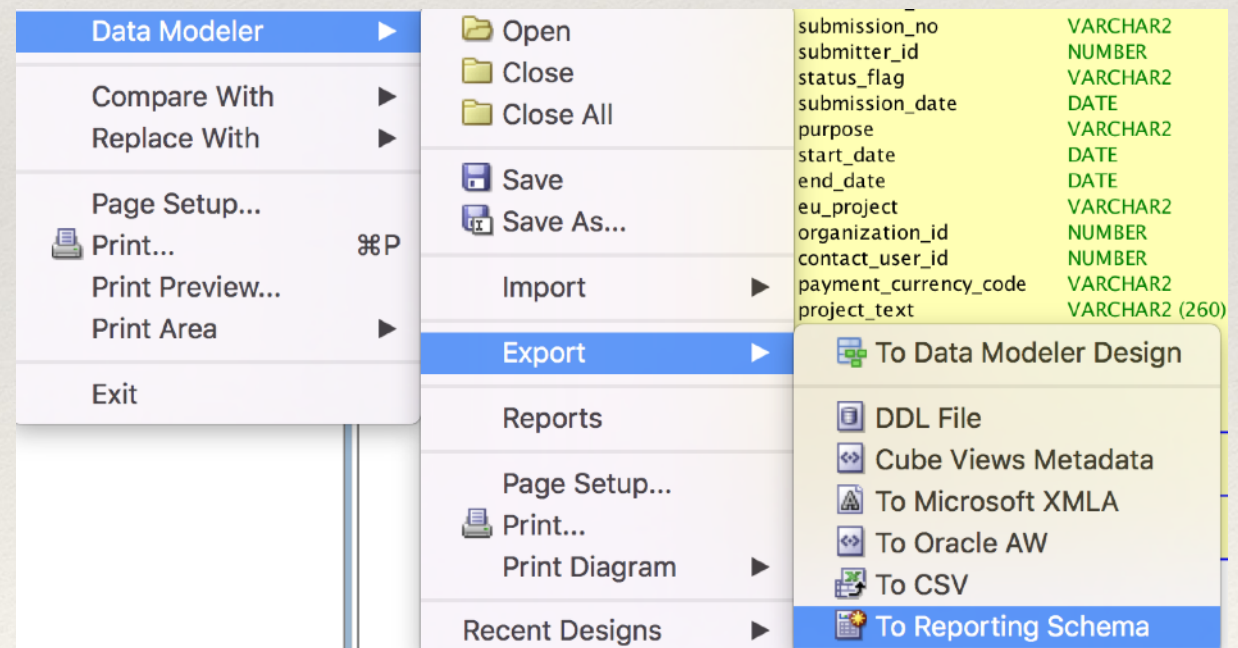 Data Modeler
Compare With
Replace With
Page Setup...
Print... ⌘P
Print Preview...
Print Area
Exit
Open
Close
Close All
Save
Save As...
Import
Export
Reports
Page Setup...
Print...
Print Diagram
Recent Designs
submission_no VARCHAR2
submitter_id NUMBER
status_flag VARCHAR2
submission_date DATE
purpose VARCHAR2
start_date DATE
end_date DATE
eu_project VARCHAR2
organization_id NUMBER
contact_user_id NUMBER
payment_currency_code VARCHAR2
project_text VARCHAR2 (260)
To Data Modeler Design
DDL File
Cube Views Metadata
To Microsoft XMLA
To Oracle AW
To CSV
To Reporting Schema